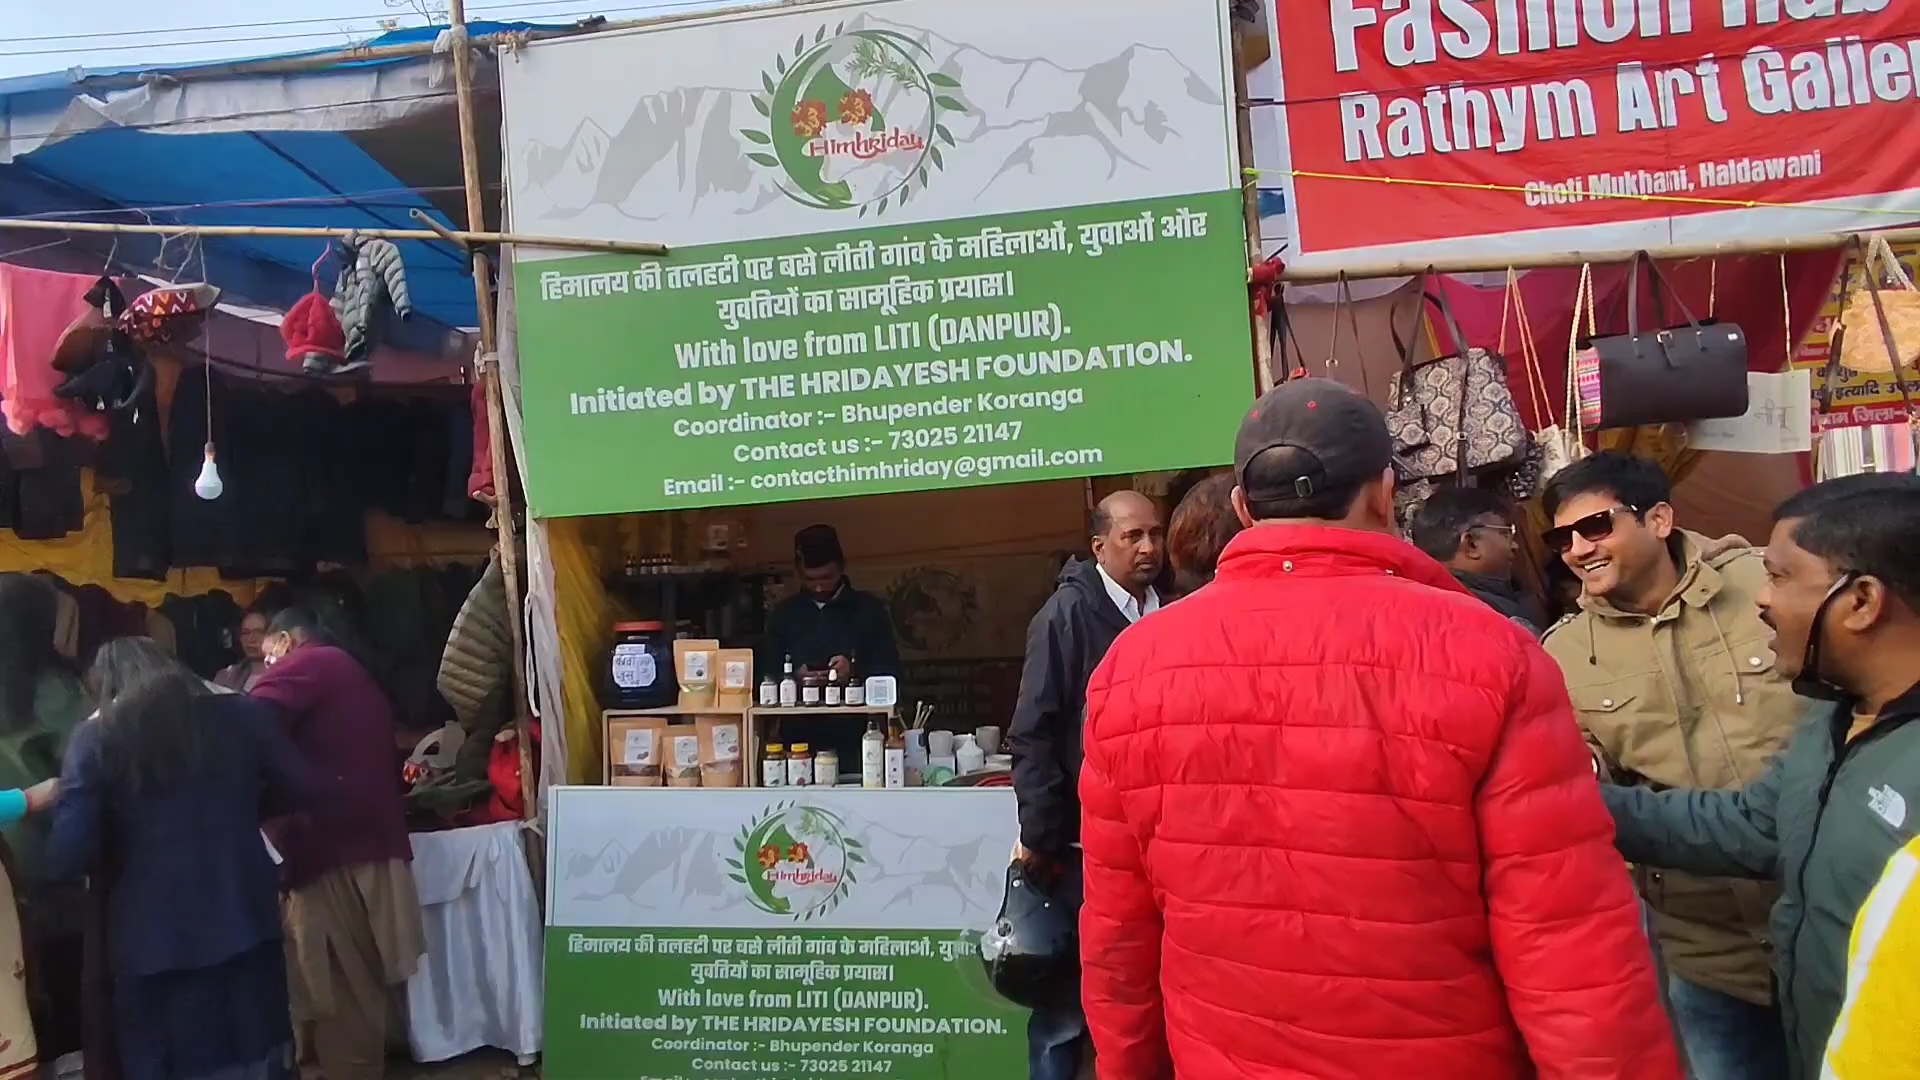 Himhriday
हिमालय की तलहटी पर बसे लीती गांव के महिलाओं, युवाओं और
युवतियों का सामूहिक प्रयास।
With love from LITI (DANPUR).
Initiated by THE HRIDAYESH FOUNDATION.
Coordinator :- Bhupender Koranga
Contact us :- 73025 21147
Email :- contacthimhriday@gmail.com
Fashion Hub
Rathym Art Galler
Choti Mukhani, Haldawani
Himhriday
हिमालय की तलहटी पर बसे लीती गांव के महिलाओं,
युवतियों का सामूहिक प्रयास।
With love from LITI (DANPUR).
Initiated by THE HRIDAYESH FOUNDATION.
Coordinator :- Bhupender Koranga
Contact us :- 73025 21147